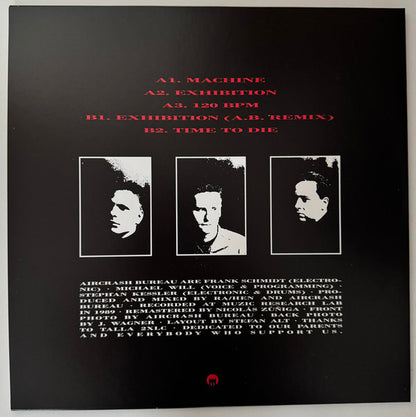 A1. MACHINE
A2. EXHIBITION
A3. 120 BPM
B1. EXHIBITION (A.B. REMIX)
B2. TIME TO DIE
AIRCRASH BUREAU ARE FRANK SCHMIDT (ELECTRO-
NIC) · MICHAEL WILL (VOICE & PROGRAMMING) ·
STEPHAN KESSLER (ELECTRONIC & DRUMS) · PRO-
DUCED AND MIXED BY RA/HEN AND AIRCRASH
BUREAU · RECORDED AT MUZIC RESEARCH LAB
IN 1989 · REMASTERED BY NICOLÁS ZÚÑIGA · FRONT
PHOTO BY AIRCRASH BUREAU · BACK PHOTO
BY J. WAGNER · LAYOUT BY STEFAN ALT · THANKS
TO TALLA 2XLC · DEDICATED TO OUR PARENTS
AND EVERYBODY WHO SUPPORT US.